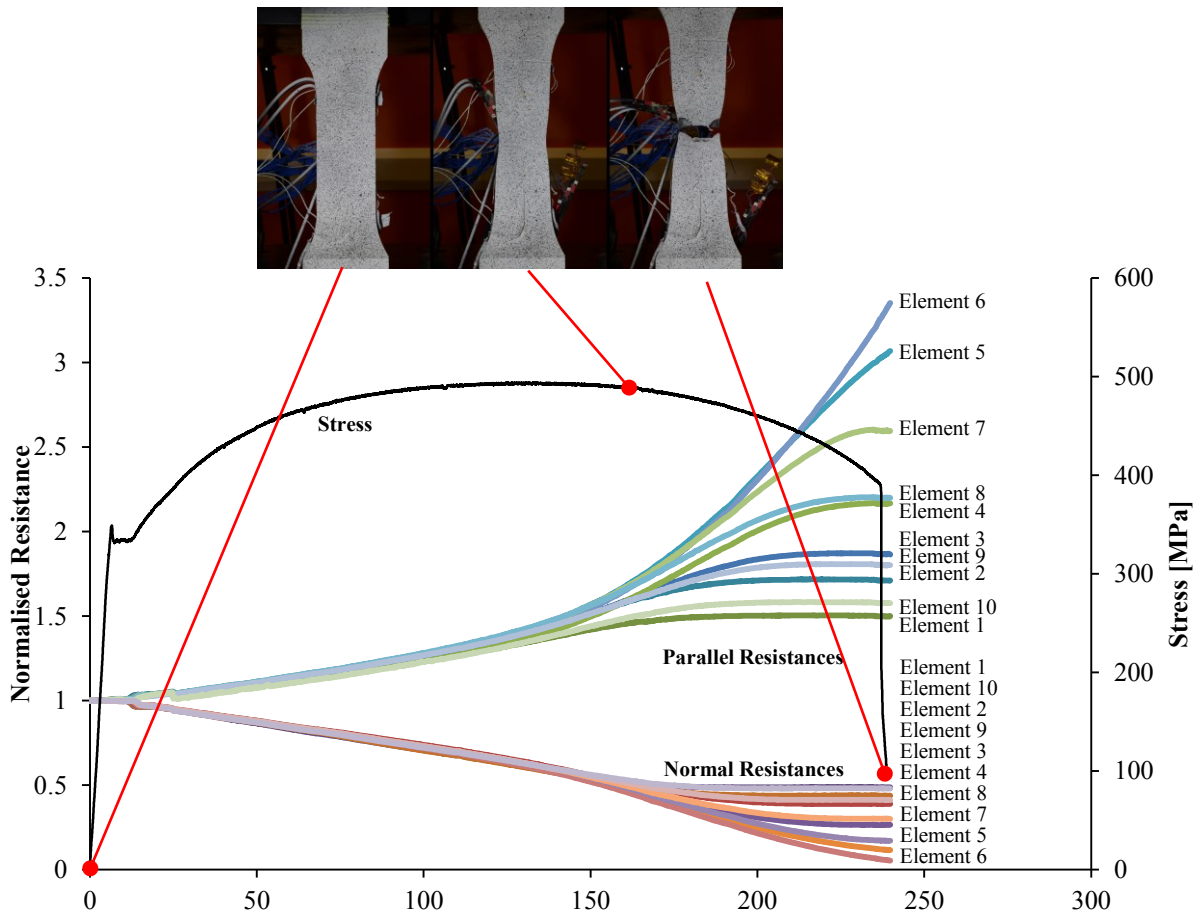 3.5
3
2.5
2
1.5
1
0.5
0
Normalised Resistance
600
500
400
300
200
100
0
Stress [MPa]
0
50
100
150
200
250
300
Stress
Element 6
Element 5
Element 7
Element 8
Element 4
Element 3
Element 9
Element 2
Element 10
Element 1
Parallel Resistances
Element 1
Element 10
Element 2
Element 9
Element 3
Normal Resistances
Element 4
Element 8
Element 7
Element 5
Element 6